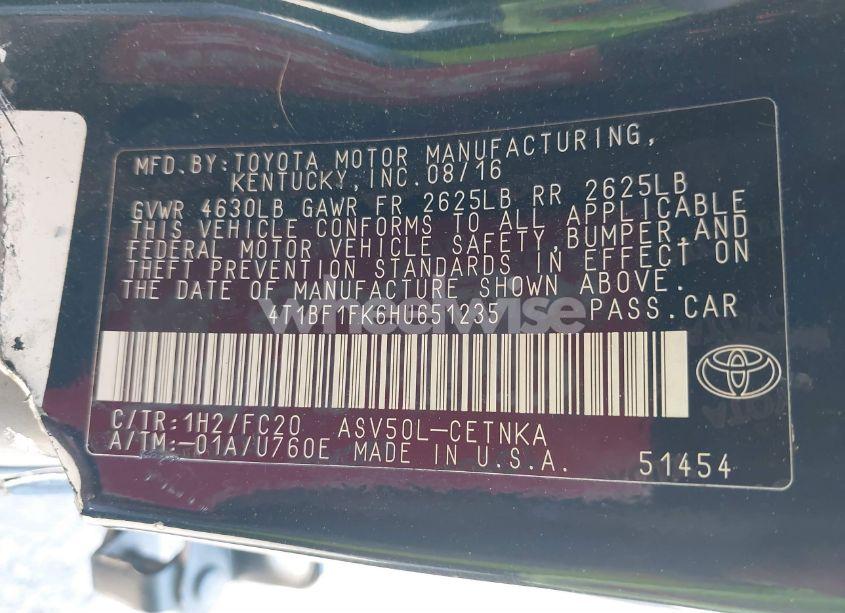 MFD. BY: TOYOTA MOTOR MANUFACTURING,
KENTUCKY, INC. 08/16
GVWR 4630LB GAWR FR 2625LB RR 2625LB
THIS VEHICLE CONFORMS TO ALL APPLICABLE
FEDERAL MOTOR VEHICLE SAFETY, BUMPER, AND
THEFT PREVENTION STANDARDS IN EFFECT ON
THE DATE OF MANUFACTURE SHOWN ABOVE.
4T1BF1FK6HU651235 PASS. CAR
wheelwise
C/TR: 1H2/FC20 ASV50L-CETNKA
A/TM: -01A/U760E MADE IN U.S.A. 51454